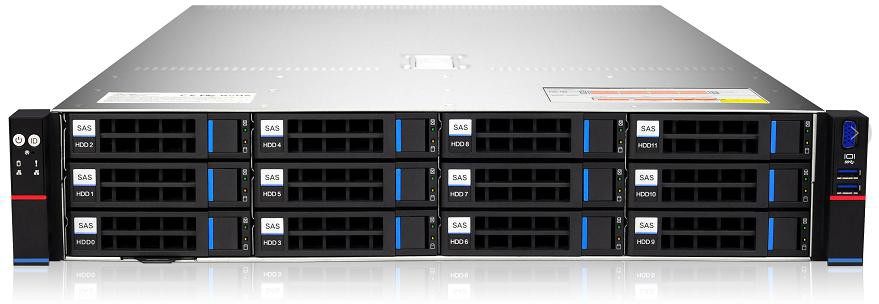 ID
SAS
HDD 2
SAS
HDD 4
SAS
HDD 8
SAS
HDD11
SAS
HDD 1
SAS
HDD 5
SAS
HDD 7
SAS
HDD10
SAS
HDD0
SAS
HDD 3
SAS
HDD 6
SAS
HDD 9